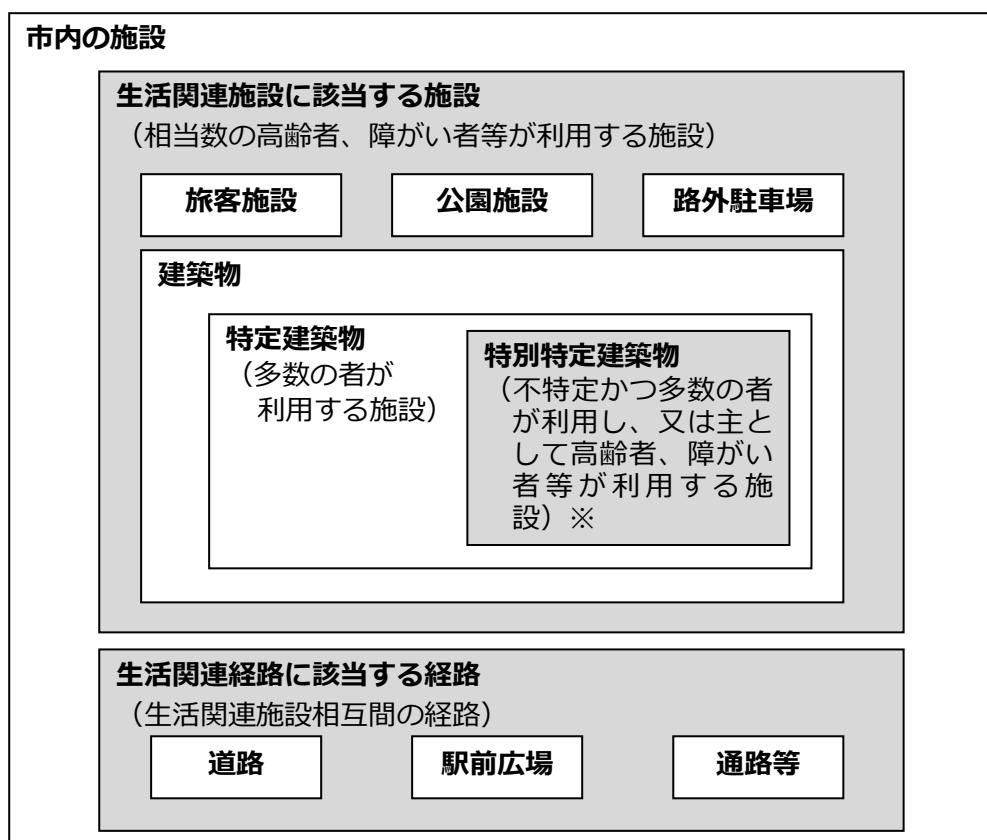 市内の施設
生活関連施設に該当する施設
（相当数の高齢者、障がい者等が利用する施設）
旅客施設
公園施設
路外駐車場
建築物
特定建築物
（多数の者が
利用する施設）
特別特定建築物
（不特定かつ多数の者
が利用し、又は主と
して高齢者、障がい
者等が利用する施
設）※
生活関連経路に該当する経路
（生活関連施設相互間の経路）
道路
駅前広場
通路等